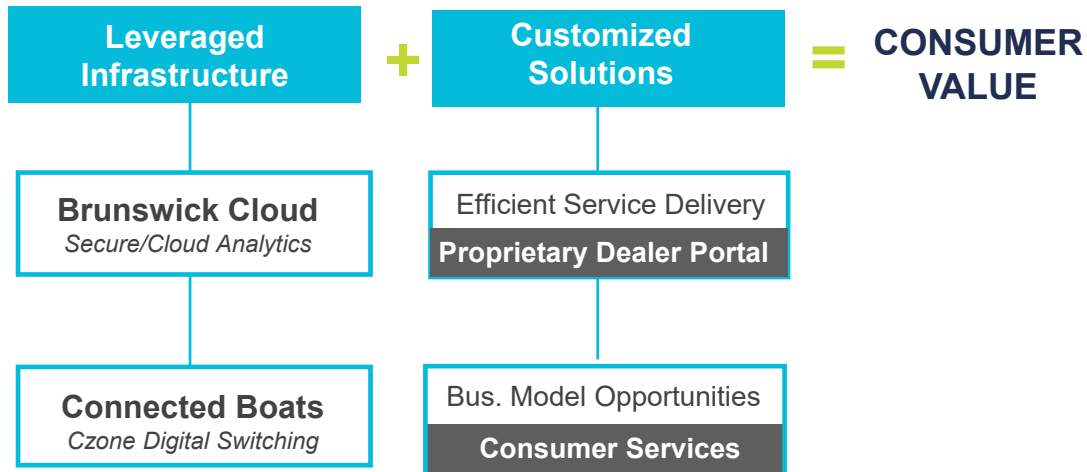 Leveraged
Infrastructure
+
Customized
Solutions
=
CONSUMER
VALUE
Brunswick Cloud
Secure/Cloud Analytics
Efficient Service Delivery
Proprietary Dealer Portal
Connected Boats
Czone Digital Switching
Bus. Model Opportunities
Consumer Services